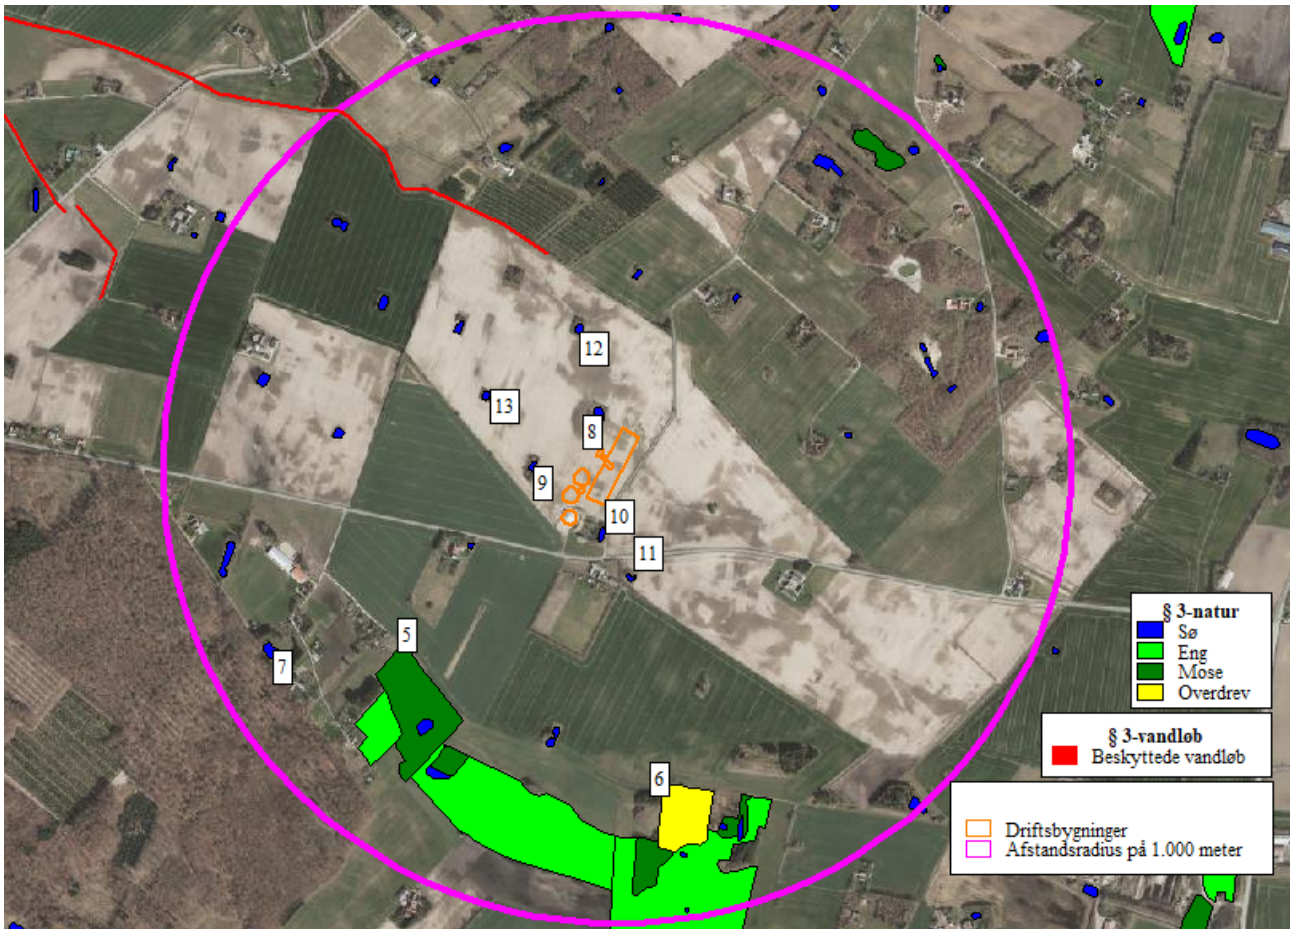 12
13
8
9
10
11
5
7
6
§ 3-natur
Sø
Eng
Mose
Overdrev
§ 3-vandløb
Beskyttede vandløb
Driftsbygninger
Afstandsradius på 1.000 meter